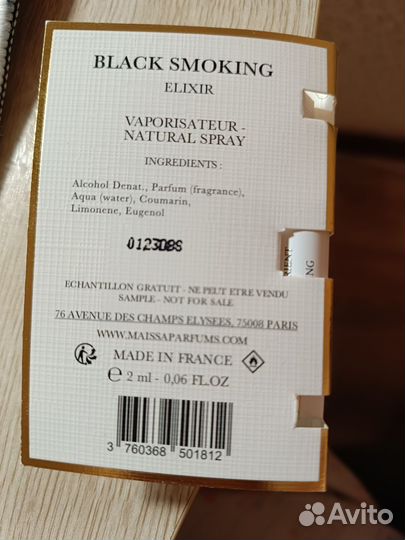 BLACK SMOKING
ELIXIR
VAPORISATEUR -
NATURAL SPRAY
INGREDIENTS :
Alcohol Denat., Parfum (fragrance),
Aqua (water), Coumarin,
Limonene, Eugenol
ECHANTILLON GRATUIT - NE PEUT ETRE VENDU
SAMPLE - NOT FOR SALE
76 AVENUE DES CHAMPS ELYSEES, 75008 PARIS
WWW.MAISSAPARFUMS.COM
MADE IN FRANCE
e 2 ml - 0,06 FL.OZ
3 760368 501812
Avito